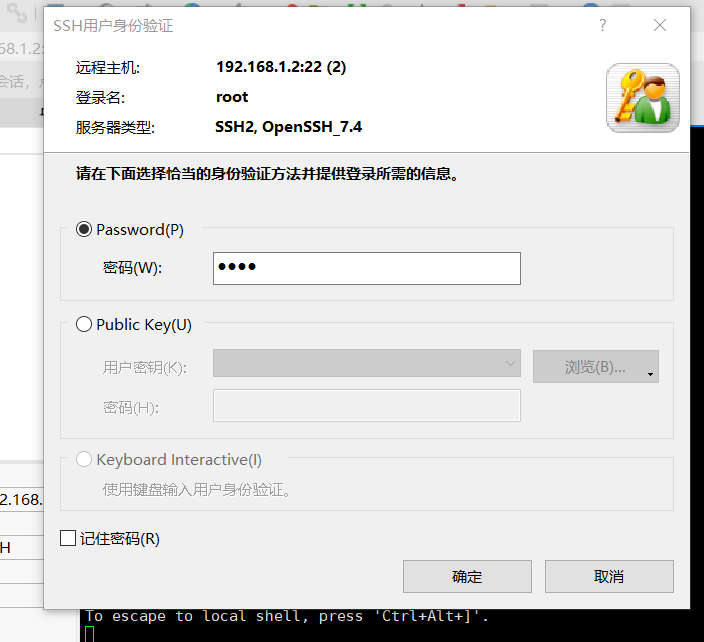 SSH用户身份验证
?
68.1.2:
会话，
远程主机:
192.168.1.2:22 (2)
登录名:
root
服务器类型:
SSH2, OpenSSH_7.4
请在下面选择恰当的身份验证方法并提供登录所需的信息。
Password(P)
密码(W):
Public Key(U)
用户密钥(K):
浏览(B)...
密码(H):
Keyboard Interactive(I)
使用键盘输入用户身份验证。
2.168.
H
记住密码(R)
确定
取消
To escape to local shell, press 'Ctrl+Alt+]'.